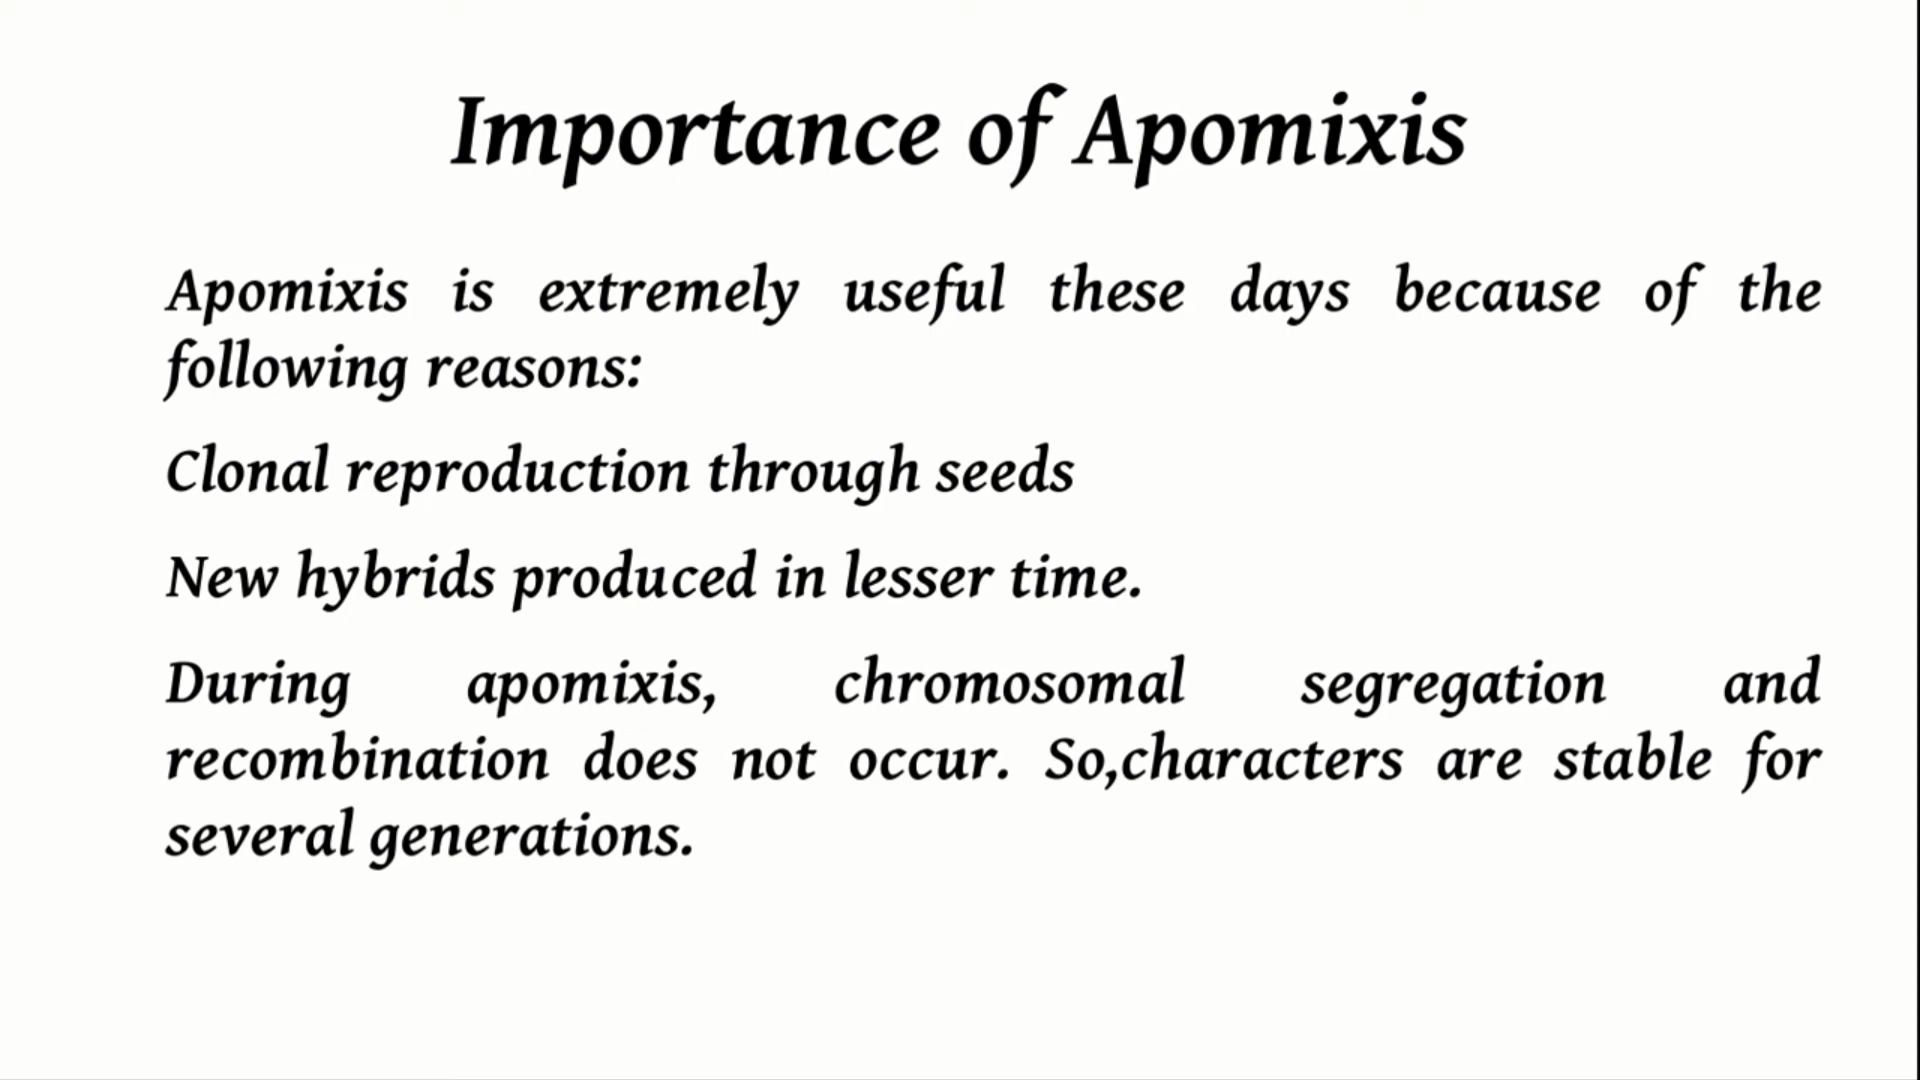 Importance of Apomixis
Apomixis is extremely useful these days because of the
following reasons:
Clonal reproduction through seeds
New hybrids produced in lesser time.
During apomixis, chromosomal segregation and
recombination does not occur. So,characters are stable for
several generations.